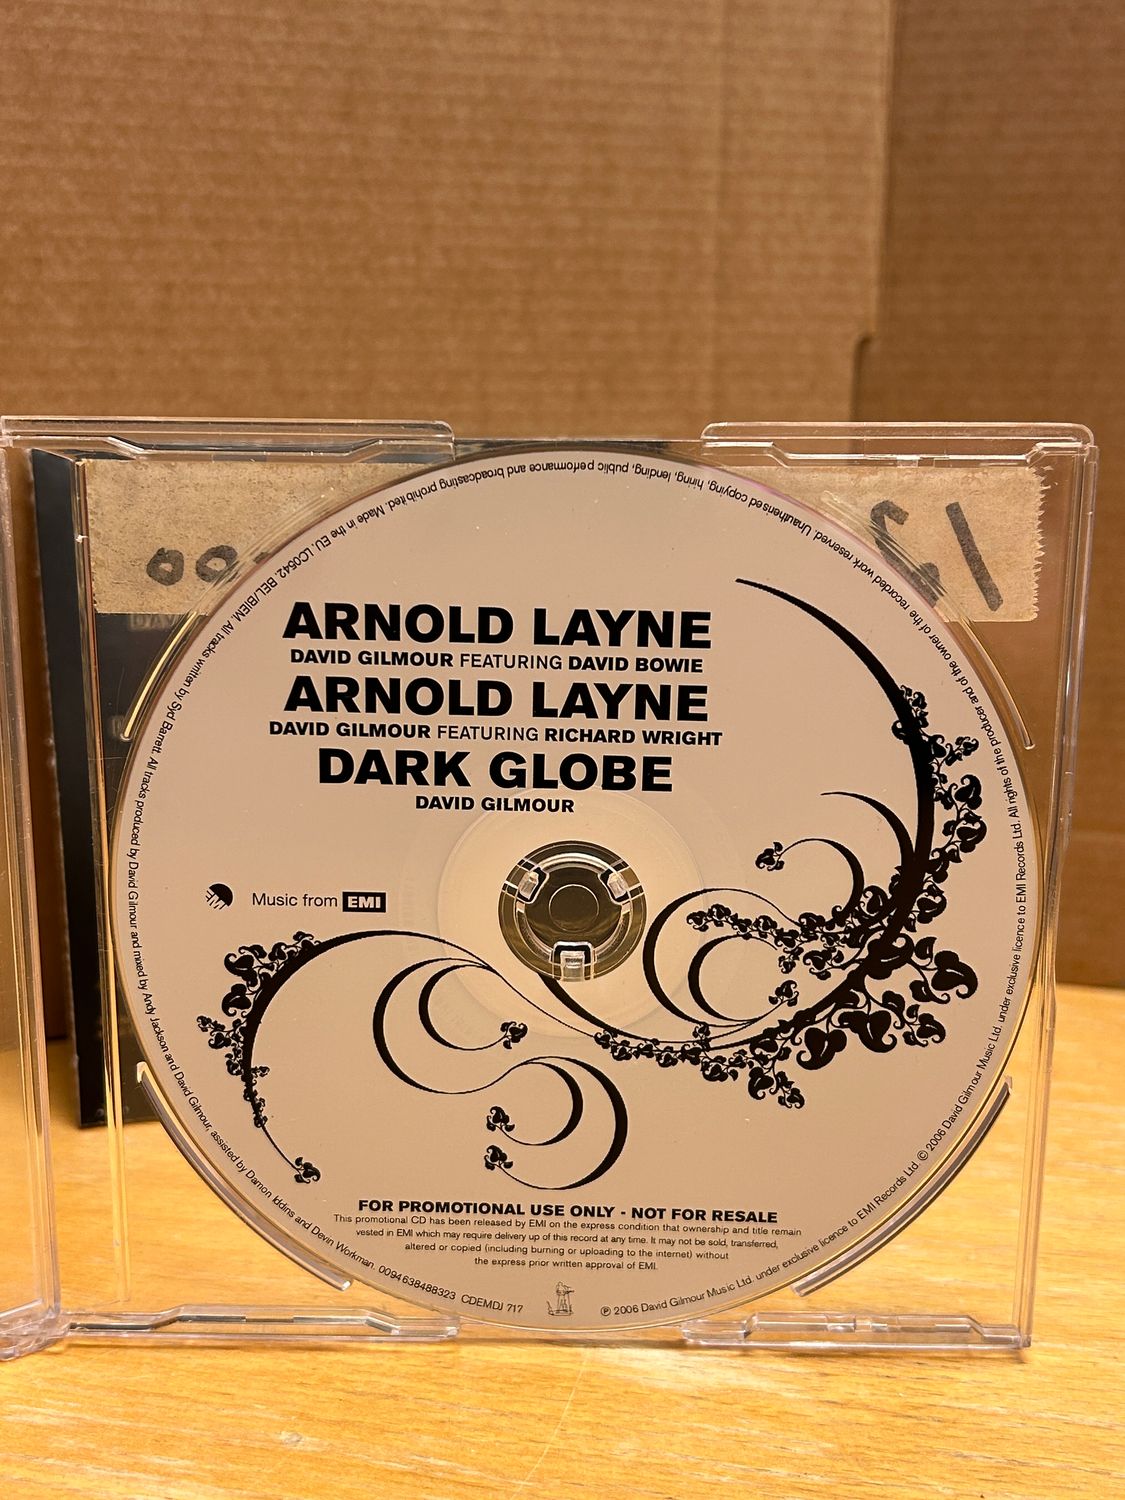 ARNOLD LAYNE
DAVID GILMOUR FEATURING DAVID BOWIE
ARNOLD LAYNE
DAVID GILMOUR FEATURING RICHARD WRIGHT
DARK GLOBE
DAVID GILMOUR
Music from EMI
FOR PROMOTIONAL USE ONLY - NOT FOR RESALE
This promotional CD has been released by EMI on the express condition that ownership and title remain
vested in EMI which may require delivery up of this record at any time. It may not be sold, transferred,
altered or copied (including burning or uploading to the internet) without
the express prior written approval of EMI.
All tracks written by Syd Barrett. All tracks produced by David Gilmour and mixed by Andy Jackson and David Gilmour, assisted by Damon Iddins and Devin Workman. 0094638488323 CDEMDJ 717
℗ 2006 David Gilmour Music Ltd. under exclusive licence to EMI Records Ltd. © 2006 David Gilmour Music Ltd. under exclusive licence to EMI Records Ltd. All rights of the producer and of the owner of the recorded work reserved. Unauthorised copying, hiring, lending, public performance and broadcasting prohibited. Made in the EU. LC0542. BEL/BIEM.